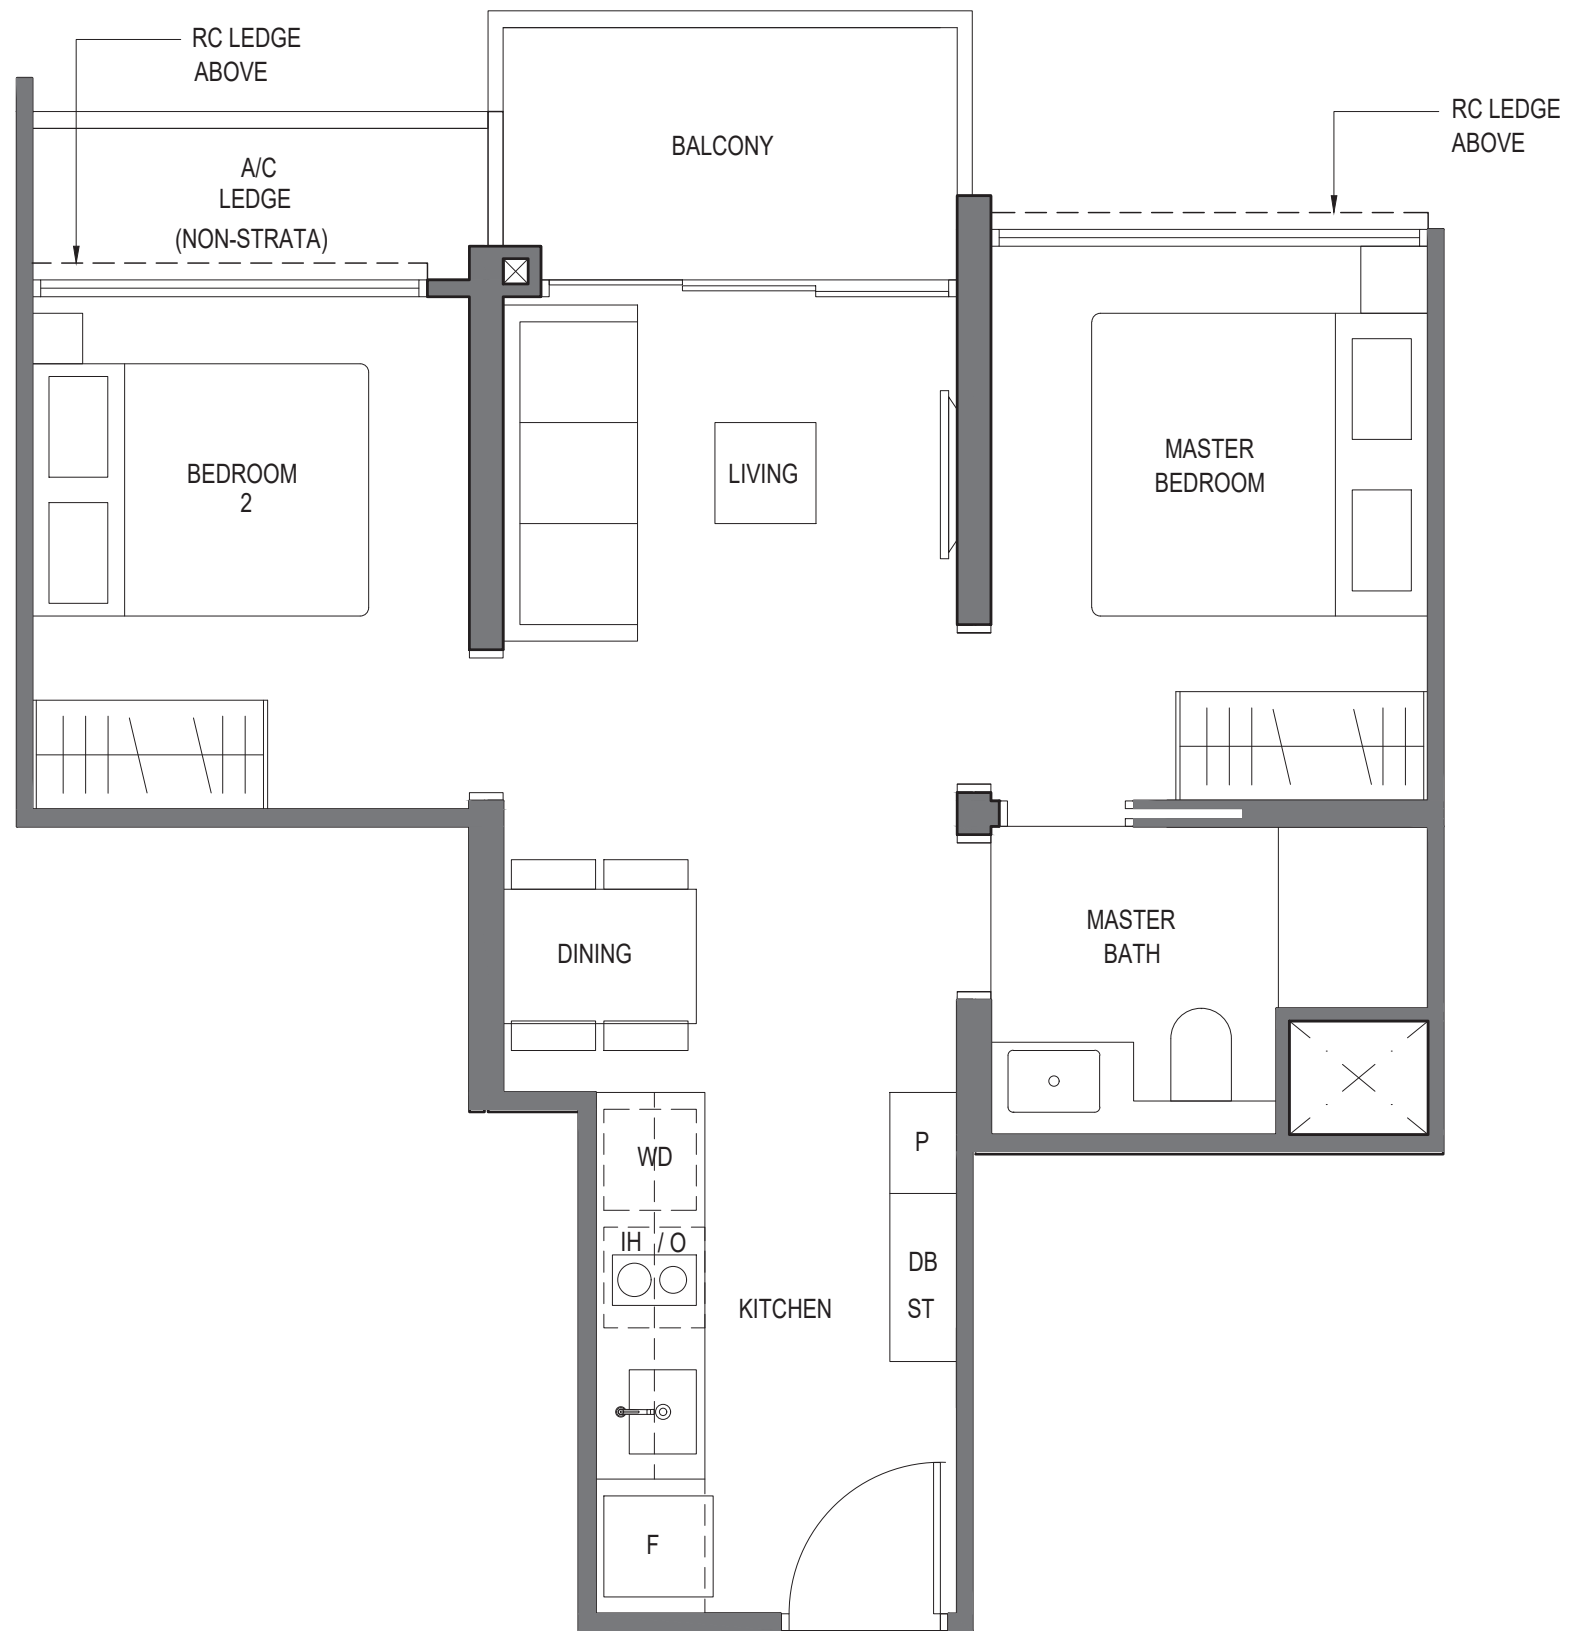 RC LEDGE
ABOVE
BALCONY
RC LEDGE
ABOVE
A/C
LEDGE
(NON-STRATA)
BEDROOM
2
LIVING
MASTER
BEDROOM
DINING
MASTER
BATH
WD
P
IH / O
DB
ST
KITCHEN
F